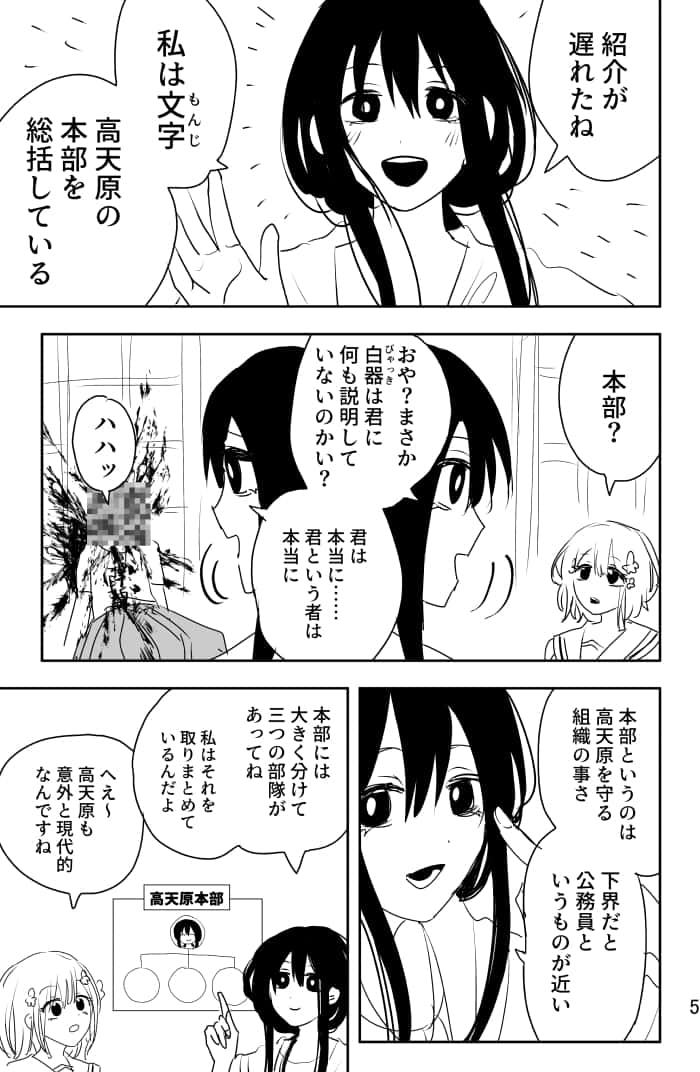 紹介が
遅れたね
私は文字
もんじ
高天原の
本部を
総括している
本部?
おや?まさか
白器は君に
びゃっき
何も説明して
いないのかい?
君は
本当に……
君という者は
本当に
ハハッ
本部というのは
高天原を守る
組織の事さ
下界だと
公務員と
いうものが近い
本部には
大きく分けて
三つの部隊が
あってね
私はそれを
取りまとめて
いるんだよ
へえ〜
高天原も
意外と現代的
なんですね
高天原本部
5